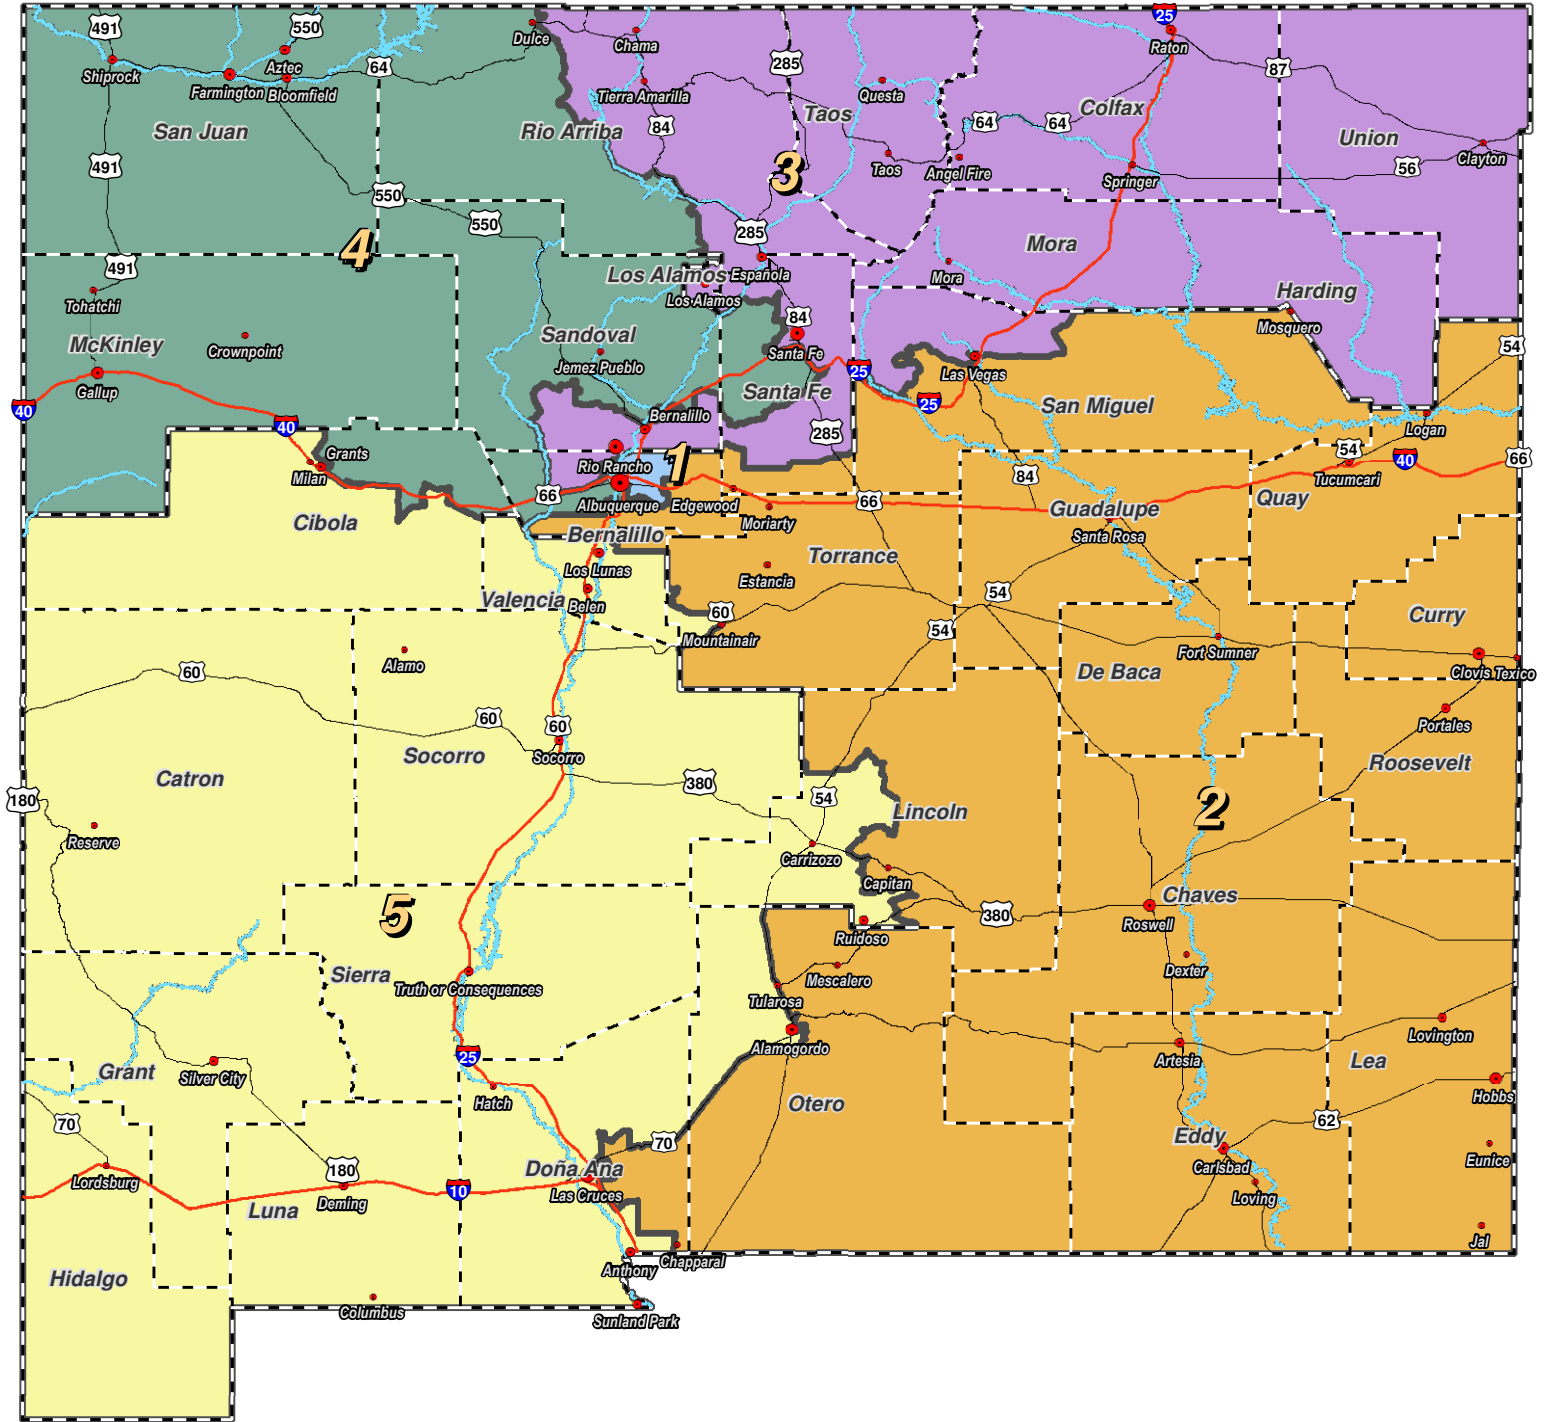 491
550
25
Dulce
Chama
Raton
Shiprock
Aztec
64
285
87
Farmington
Bloomfield
Tierra Amarilla
Questa
San Juan
Rio Arriba
84
Taos
64
64
Colfax
Union
Clayton
491
3
Taos
Angel Fire
Springer
56
550
550
285
4
Mora
491
Los Alamos
Española
Mora
Harding
Tohatchi
Los Alamos
84
Mosquero
McKinley
Crownpoint
Sandoval
Jemez Pueblo
Santa Fe
54
Gallup
25
Las Vegas
40
Santa Fe
25
San Miguel
40
Bernalillo
285
Logan
Grants
1
54
40
66
Milan
Rio Rancho
84
Tucumcari
66
Albuquerque
Edgewood
66
Quay
Cibola
Moriarty
Guadalupe
Bernalillo
Santa Rosa
Los Lunas
Estancia
Torrance
Valencia
Belen
60
54
Curry
Mountainair
54
Fort Sumner
Alamo
60
De Baca
Clovis
Texico
60
60
Portales
Socorro
Socorro
Roosevelt
Catron
380
180
54
Lincoln
2
Reserve
Carrizozo
Capitan
5
380
Chaves
Ruidoso
Roswell
Sierra
Mescalero
Dexter
Truth or Consequences
Tularosa
25
Alamogordo
Lovington
Grant
Silver City
Artesia
Lea
Hatch
Otero
Hobbs
70
70
62
Eddy
180
Doña Ana
Carlsbad
Eunice
Lordsburg
10
Las Cruces
Loving
Luna
Deming
Jal
Hidalgo
Anthony
Chapparal
Columbus
Sunland Park